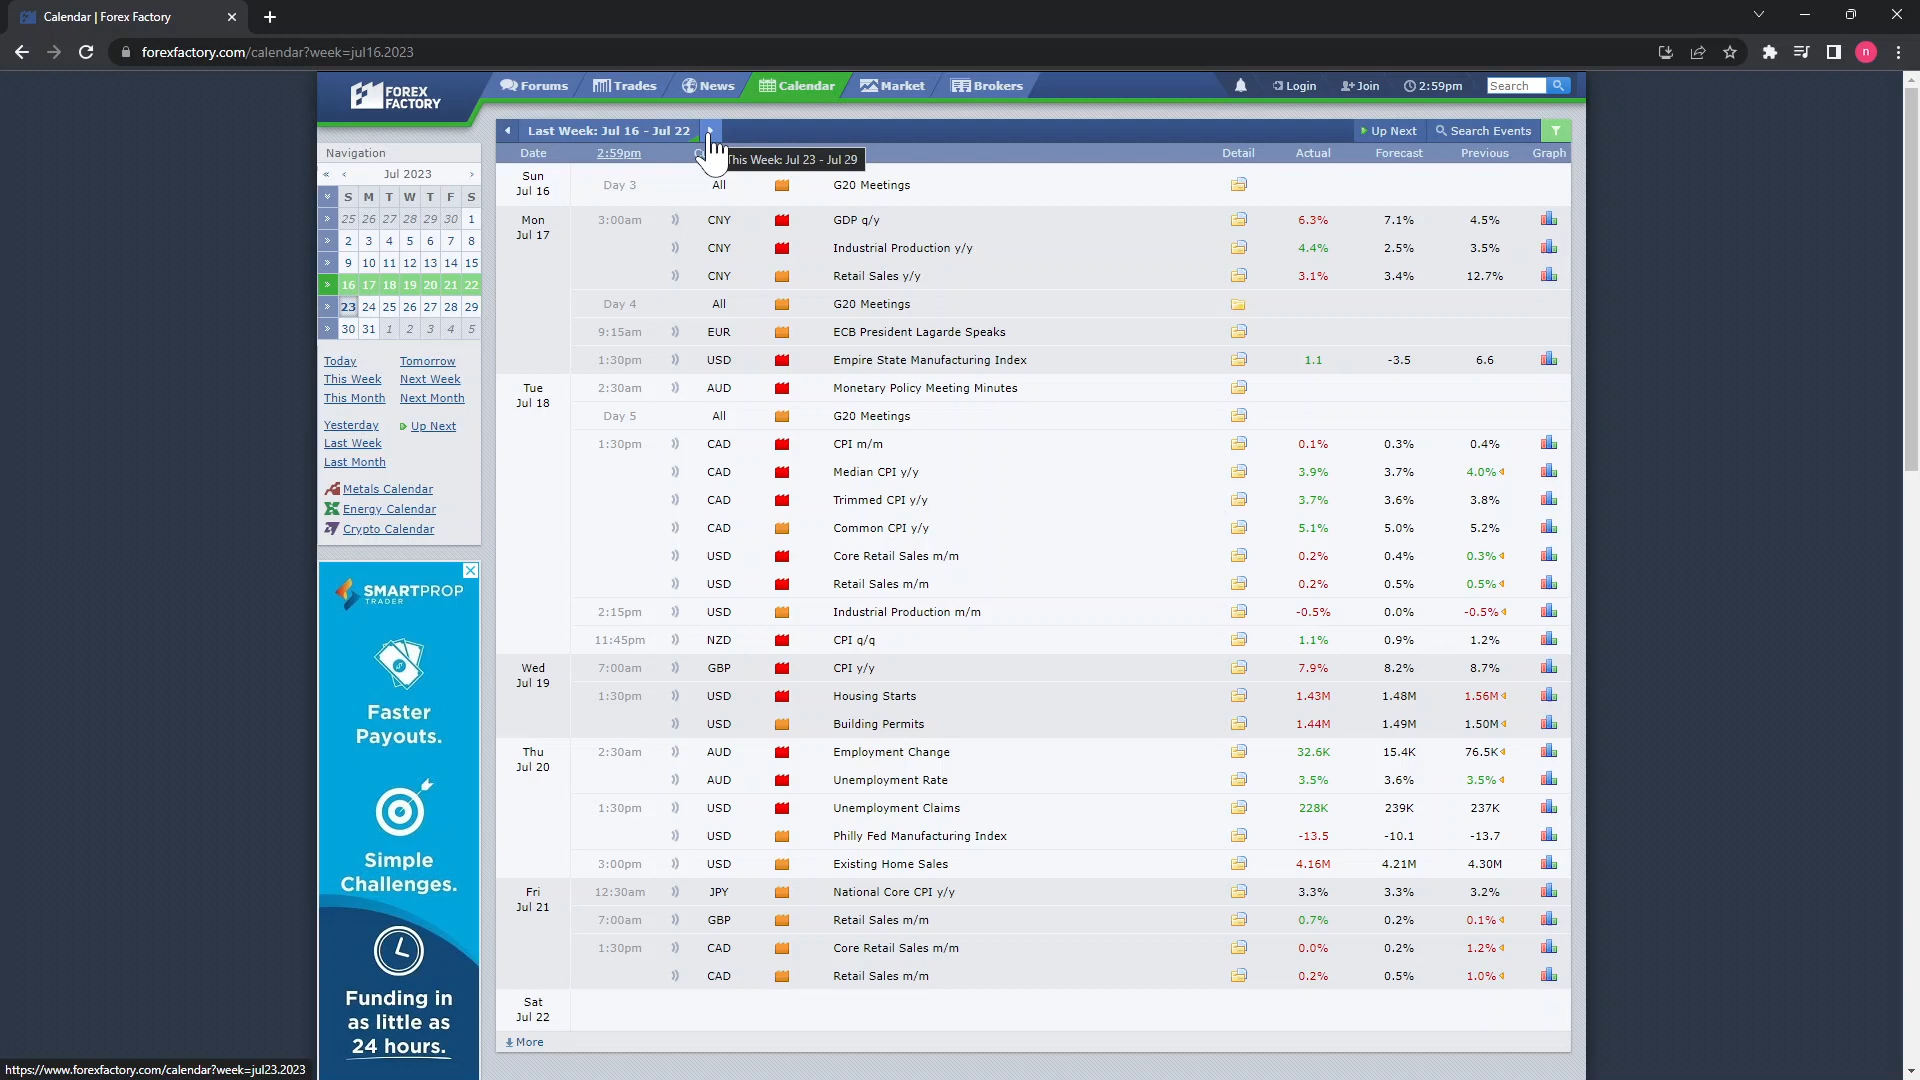 Calendar | Forex Factory
forexfactory.com/calendar?week=jul16.2023
n
FOREX FACTORY
Forums Trades News Calendar Market Brokers Login Join 2:59pm Search
Last Week: Jul 16 - Jul 22 Up Next Search Events
Date 2:59pm Detail Actual Forecast Previous Graph
This Week: Jul 23 - Jul 29
Navigation
« ‹ Jul 2023 ›
S M T W T F S
25 26 27 28 29 30 1
2 3 4 5 6 7 8
9 10 11 12 13 14 15
16 17 18 19 20 21 22
23 24 25 26 27 28 29
30 31 1 2 3 4 5
Today Tomorrow
This Week Next Week
This Month Next Month
Yesterday Up Next
Last Week
Last Month
Metals Calendar
Energy Calendar
Crypto Calendar
SMARTPROP
TRADER
Faster
Payouts.
Simple
Challenges.
Funding in
as little as
24 hours.
Sun Jul 16 Day 3 All G20 Meetings
Mon Jul 17 3:00am CNY GDP q/y 6.3% 7.1% 4.5%
CNY Industrial Production y/y 4.4% 2.5% 3.5%
CNY Retail Sales y/y 3.1% 3.4% 12.7%
Day 4 All G20 Meetings
9:15am EUR ECB President Lagarde Speaks
1:30pm USD Empire State Manufacturing Index 1.1 -3.5 6.6
Tue Jul 18 2:30am AUD Monetary Policy Meeting Minutes
Day 5 All G20 Meetings
1:30pm CAD CPI m/m 0.1% 0.3% 0.4%
CAD Median CPI y/y 3.9% 3.7% 4.0%
CAD Trimmed CPI y/y 3.7% 3.6% 3.8%
CAD Common CPI y/y 5.1% 5.0% 5.2%
USD Core Retail Sales m/m 0.2% 0.4% 0.3%
USD Retail Sales m/m 0.2% 0.5% 0.5%
2:15pm USD Industrial Production m/m -0.5% 0.0% -0.5%
11:45pm NZD CPI q/q 1.1% 0.9% 1.2%
Wed Jul 19 7:00am GBP CPI y/y 7.9% 8.2% 8.7%
1:30pm USD Housing Starts 1.43M 1.48M 1.56M
USD Building Permits 1.44M 1.49M 1.50M
Thu Jul 20 2:30am AUD Employment Change 32.6K 15.4K 76.5K
AUD Unemployment Rate 3.5% 3.6% 3.5%
1:30pm USD Unemployment Claims 228K 239K 237K
USD Philly Fed Manufacturing Index -13.5 -10.1 -13.7
3:00pm USD Existing Home Sales 4.16M 4.21M 4.30M
Fri Jul 21 12:30am JPY National Core CPI y/y 3.3% 3.3% 3.2%
7:00am GBP Retail Sales m/m 0.7% 0.2% 0.1%
1:30pm CAD Core Retail Sales m/m 0.0% 0.2% 1.2%
CAD Retail Sales m/m 0.2% 0.5% 1.0%
Sat Jul 22
More
https://www.forexfactory.com/calendar?week=jul23.2023